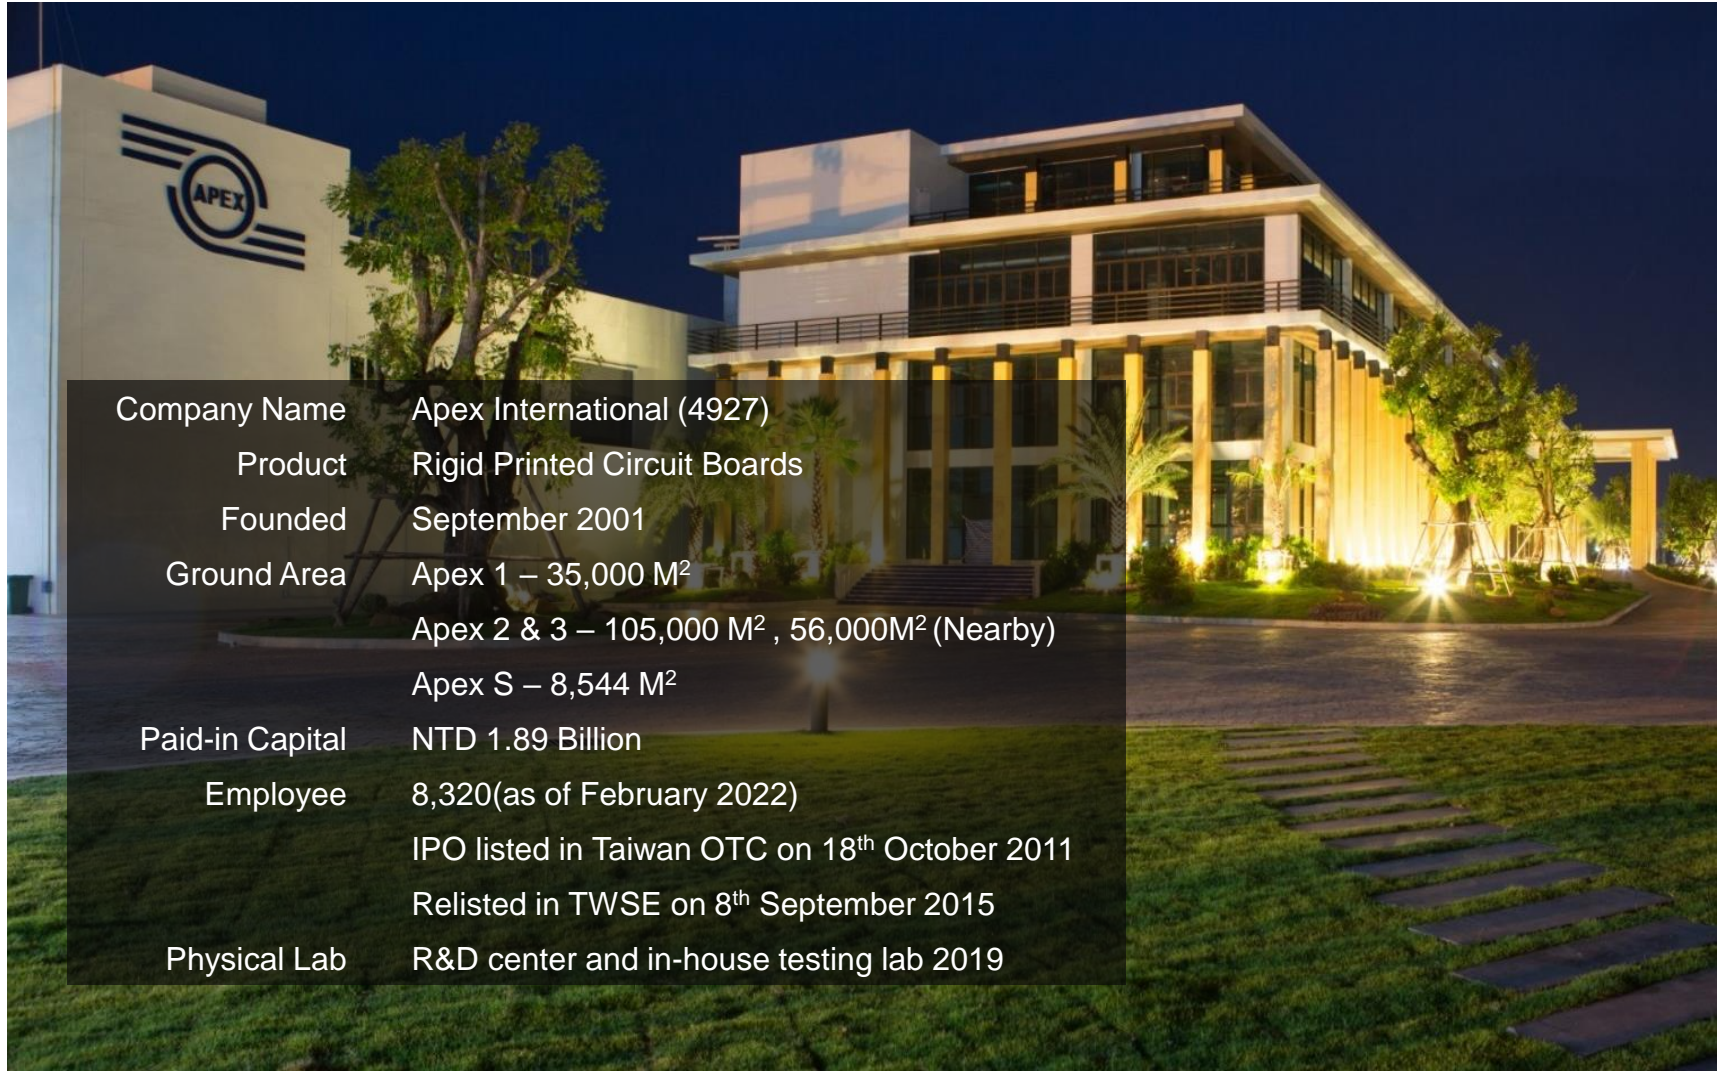 APEX
Company Name Apex International (4927)
Product Rigid Printed Circuit Boards
Founded September 2001
Ground Area Apex 1 – 35,000 M²
Apex 2 & 3 – 105,000 M² , 56,000M² (Nearby)
Apex S – 8,544 M²
Paid-in Capital NTD 1.89 Billion
Employee 8,320(as of February 2022)
IPO listed in Taiwan OTC on 18th October 2011
Relisted in TWSE on 8th September 2015
Physical Lab R&D center and in-house testing lab 2019